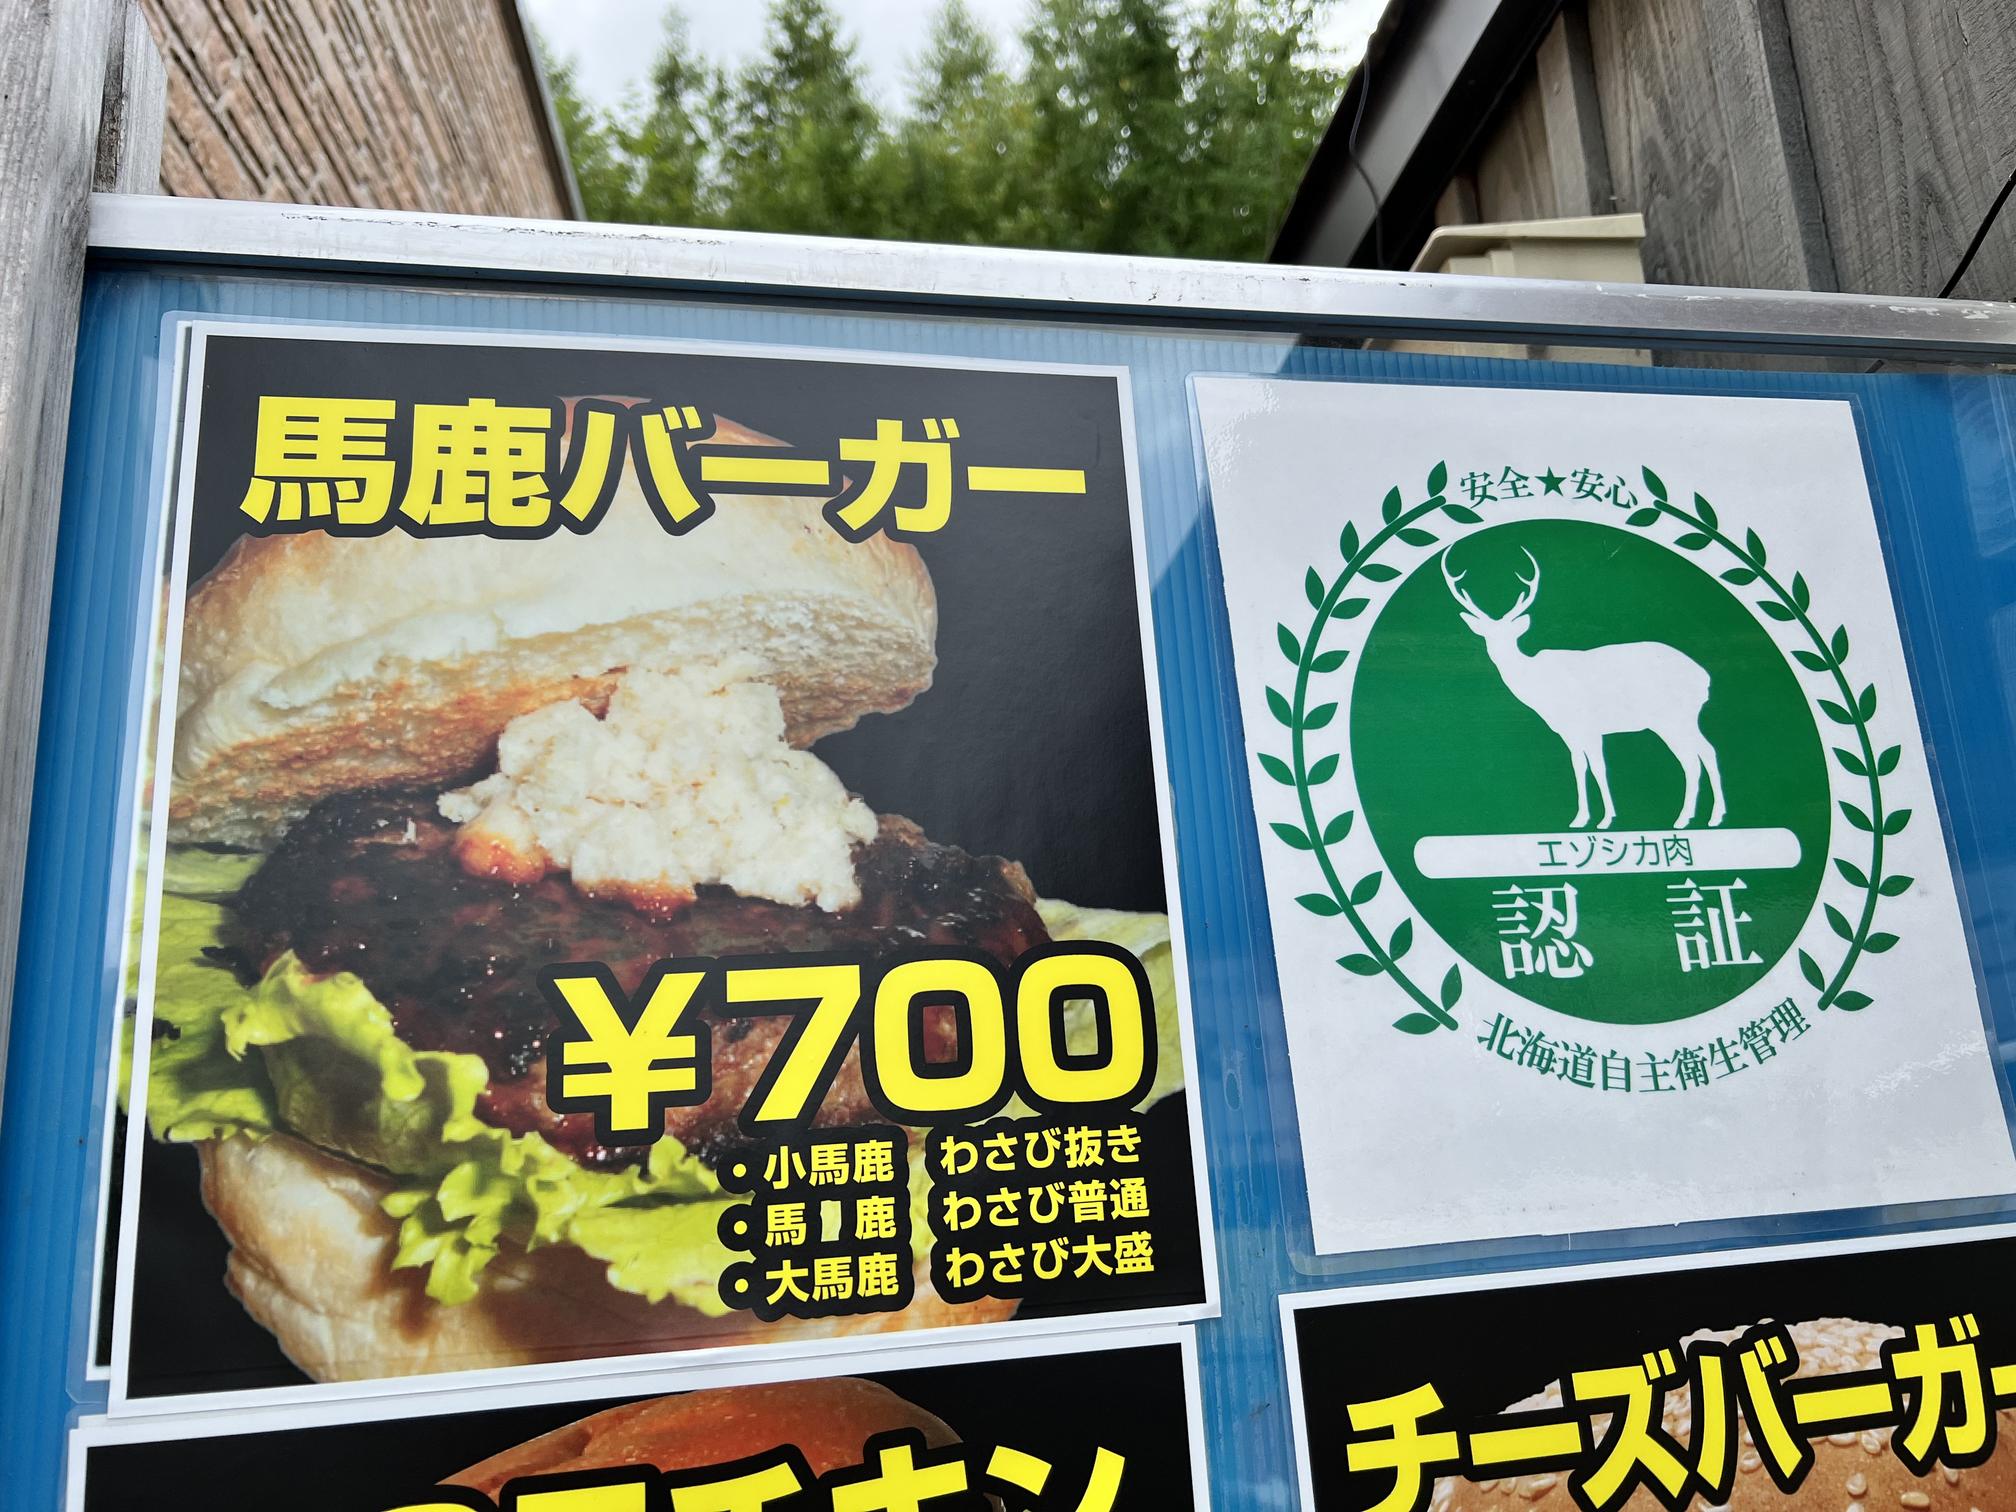 馬鹿バーガー
¥700
・小馬鹿 わさび抜き
・馬 鹿 わさび普通
・大馬鹿 わさび大盛
安全★安心
エゾシカ肉
認 証
北海道自主衛生管理
チーズバーガー